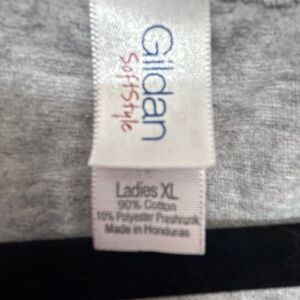 Gildan
SoftStyle
Ladies XL
90% Cotton
10% Polyester Preshrunk
Made in Honduras